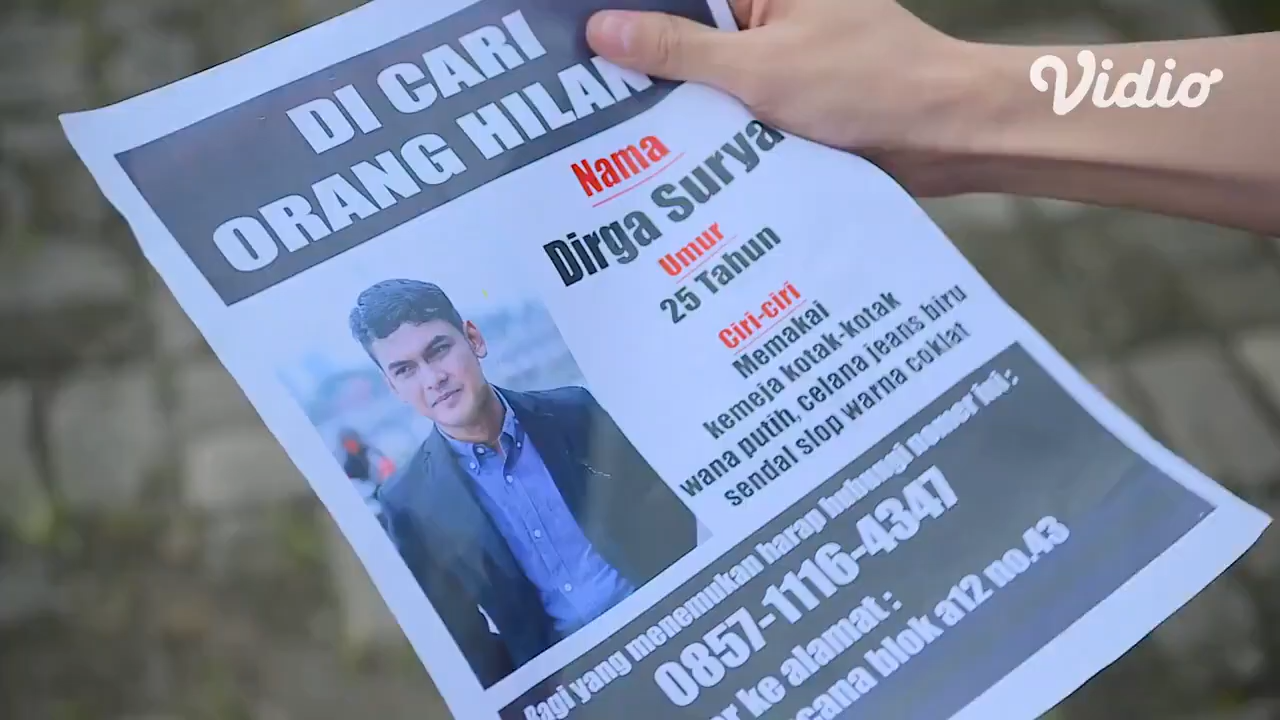 Vidio
DI CARI
ORANG HILAN
Nama
Dirga Surya
Umur
25 Tahun
Ciri-ciri
Memakai
kemeja kotak-kotak
wana putih, celana jeans biru
sendal slop warna coklat
Bagi yang menemukan harap hubungi nomer ini :
0857-1116-4347
ke alamat :
blok a12 no.43